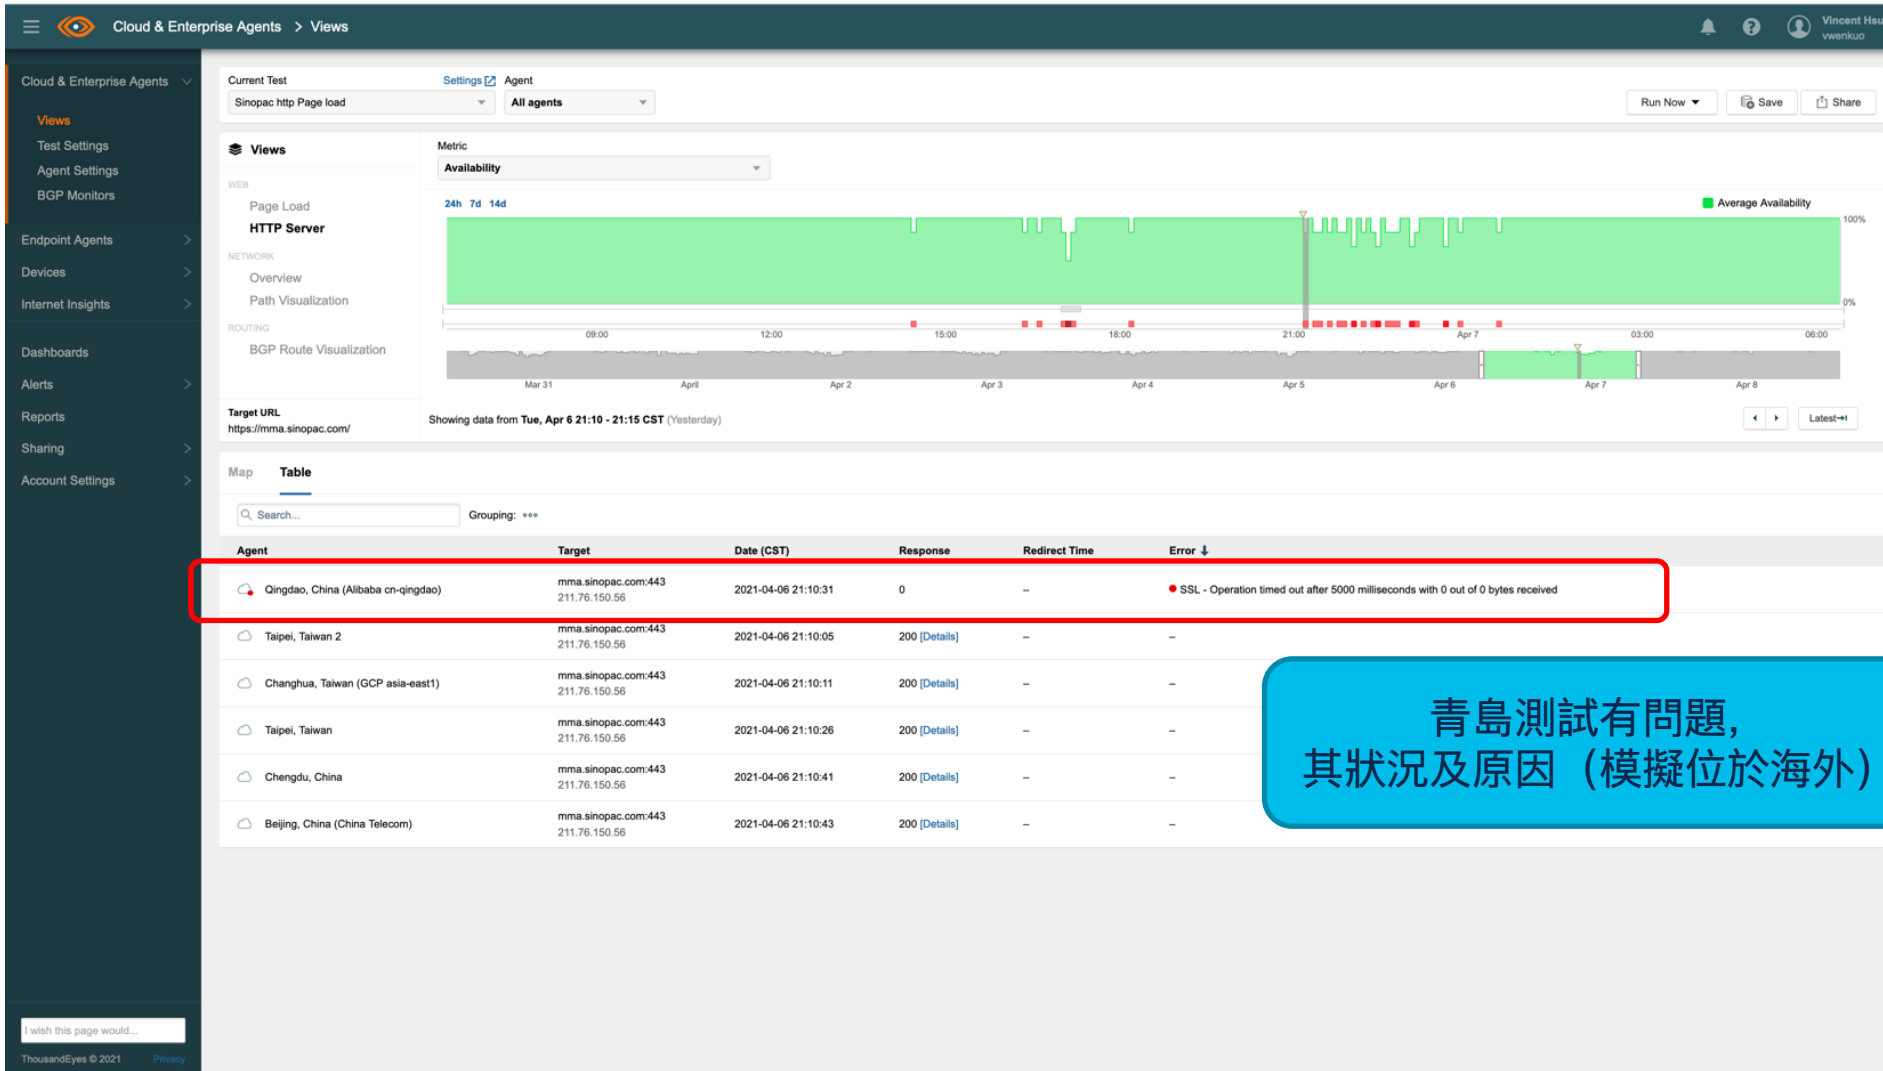 Cloud & Enterprise Agents > Views
Vincent Hsu
vwenkuo
Cloud & Enterprise Agents
Views
Test Settings
Agent Settings
BGP Monitors
Endpoint Agents
Devices
Internet Insights
Dashboards
Alerts
Reports
Sharing
Account Settings
I wish this page would...
ThousandEyes © 2021 Privacy
Current Test Settings Agent
Sinopac http Page load All agents
Run Now Save Share
Views
WEB
Page Load
HTTP Server
NETWORK
Overview
Path Visualization
ROUTING
BGP Route Visualization
Target URL
https://mma.sinopac.com/
Metric
Availability
24h 7d 14d
Average Availability
100%
0%
09:00 12:00 15:00 18:00 21:00 Apr 7 03:00 06:00
Mar 31 April Apr 2 Apr 3 Apr 4 Apr 5 Apr 6 Apr 7 Apr 8
Showing data from Tue, Apr 6 21:10 - 21:15 CST (Yesterday)
Latest
Map Table
Search...
Grouping:
Agent Target Date (CST) Response Redirect Time Error
Qingdao, China (Alibaba cn-qingdao) mma.sinopac.com:443 2021-04-06 21:10:31 0 – SSL - Operation timed out after 5000 milliseconds with 0 out of 0 bytes received
211.76.150.56
Taipei, Taiwan 2 mma.sinopac.com:443 2021-04-06 21:10:05 200 [Details] – –
211.76.150.56
Changhua, Taiwan (GCP asia-east1) mma.sinopac.com:443 2021-04-06 21:10:11 200 [Details] – –
211.76.150.56
Taipei, Taiwan mma.sinopac.com:443 2021-04-06 21:10:26 200 [Details] – –
211.76.150.56
Chengdu, China mma.sinopac.com:443 2021-04-06 21:10:41 200 [Details] – –
211.76.150.56
Beijing, China (China Telecom) mma.sinopac.com:443 2021-04-06 21:10:43 200 [Details] – –
211.76.150.56
青島測試有問題,
其狀況及原因（模擬位於海外）